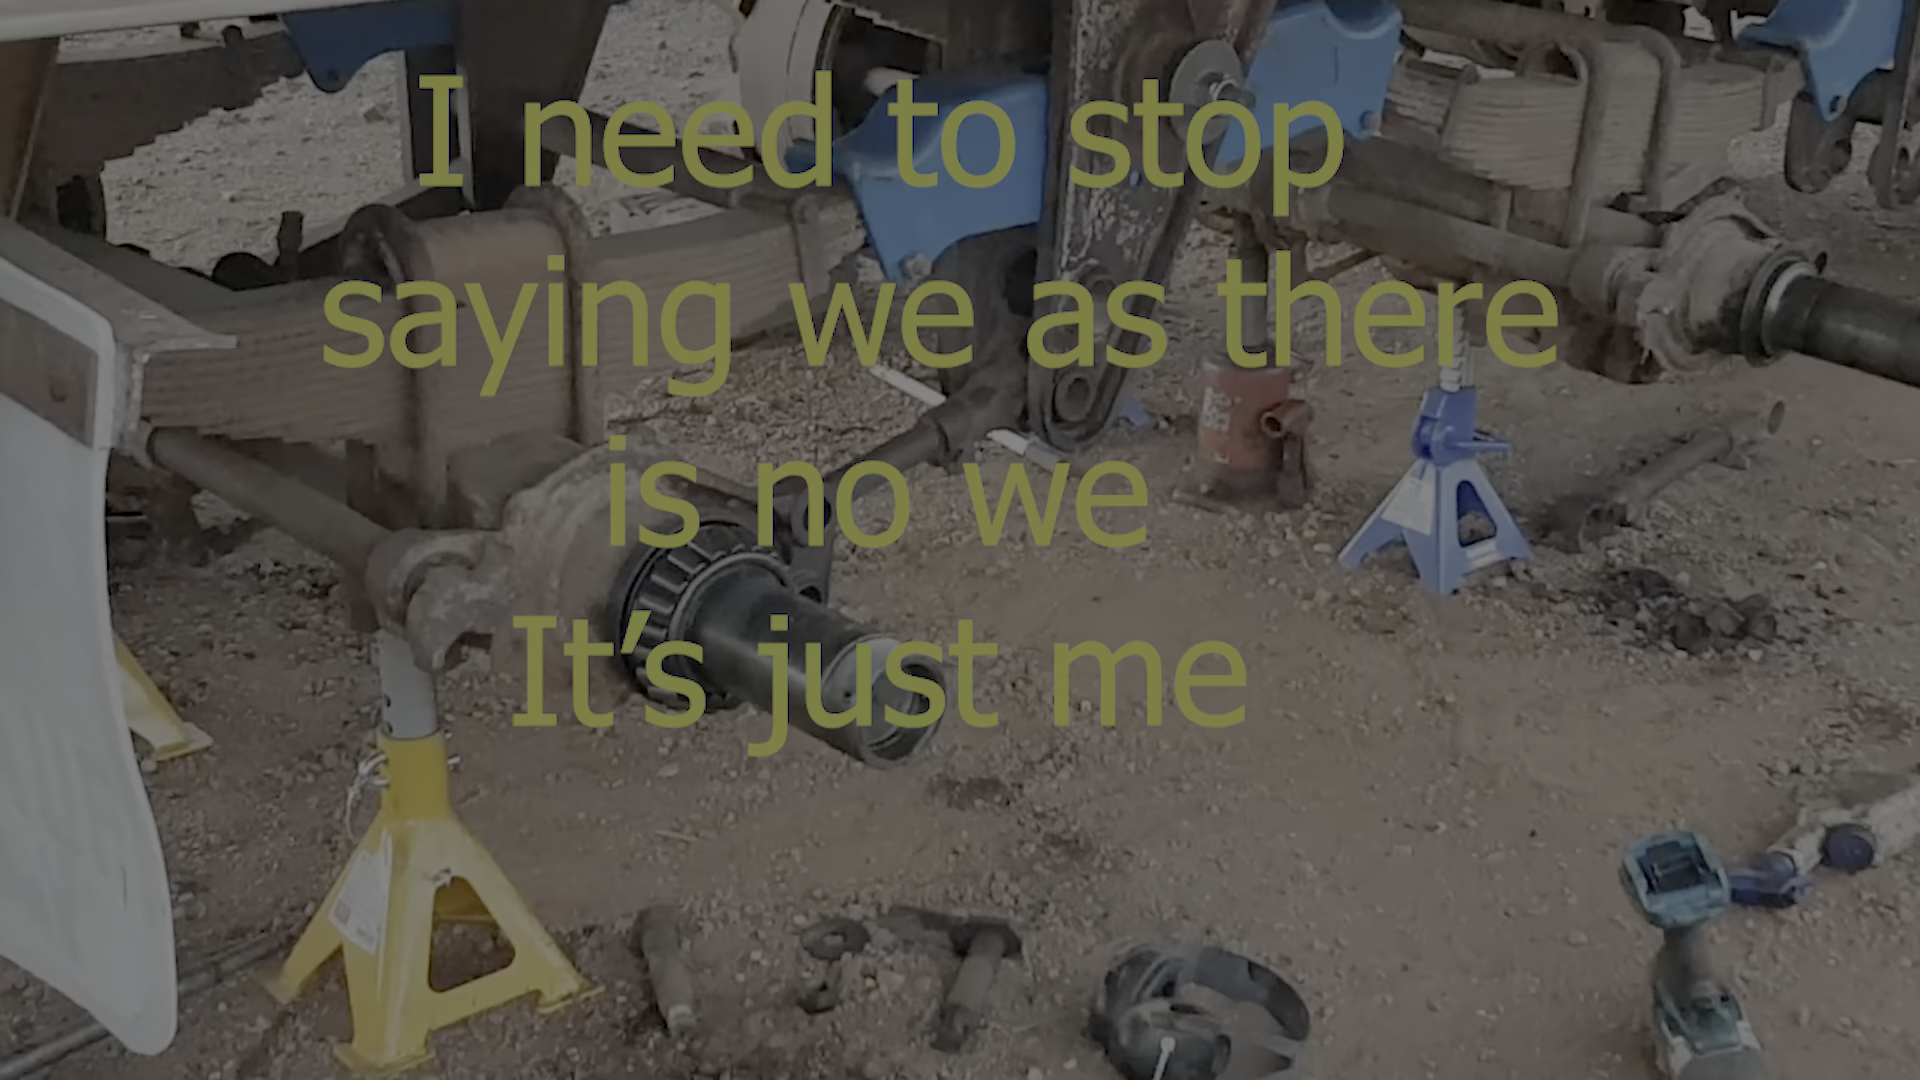 I need to stop
saying we as there
is no we
It's just me